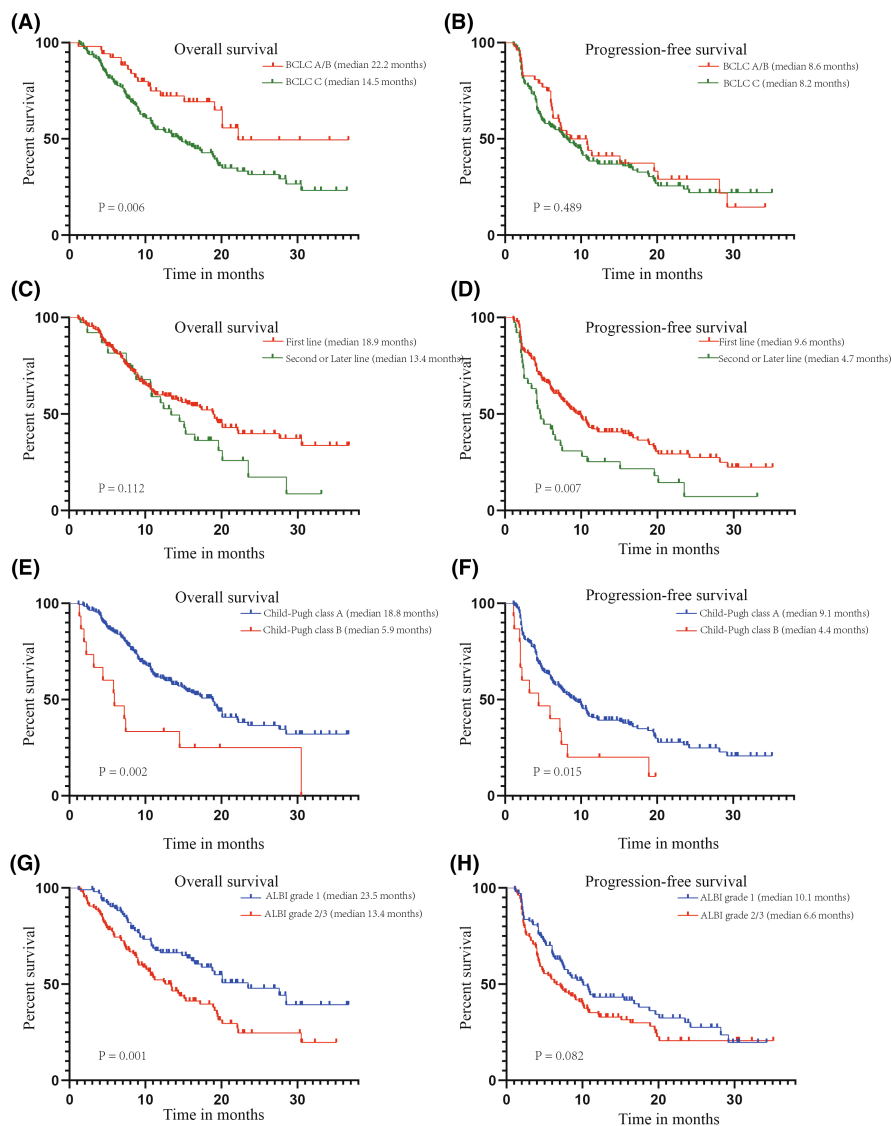 (A)
Overall survival
BCLC A/B (median 22.2 months)
BCLC C (median 14.5 months)
Percent survival
100
50
0
P = 0.006
0 10 20 30
Time in months
(B)
Progression-free survival
BCLC A/B (median 8.6 months)
BCLC C (median 8.2 months)
Percent survival
100
50
0
P = 0.489
0 10 20 30
Time in months
(C)
Overall survival
First line (median 18.9 months)
Second or Later line (median 13.4 months)
Percent survival
100
50
0
P = 0.112
0 10 20 30
Time in months
(D)
Progression-free survival
First line (median 9.6 months)
Second or Later line (median 4.7 months)
Percent survival
100
50
0
P = 0.007
0 10 20 30
Time in months
(E)
Overall survival
Child-Pugh class A (median 18.8 months)
Child-Pugh class B (median 5.9 months)
Percent survival
100
50
0
P = 0.002
0 10 20 30
Time in months
(F)
Progression-free survival
Child-Pugh class A (median 9.1 months)
Child-Pugh class B (median 4.4 months)
Percent survival
100
50
0
P = 0.015
0 10 20 30
Time in months
(G)
Overall survival
ALBI grade 1 (median 23.5 months)
ALBI grade 2/3 (median 13.4 months)
Percent survival
100
50
0
P = 0.001
0 10 20 30
Time in months
(H)
Progression-free survival
ALBI grade 1 (median 10.1 months)
ALBI grade 2/3 (median 6.6 months)
Percent survival
100
50
0
P = 0.082
0 10 20 30
Time in months